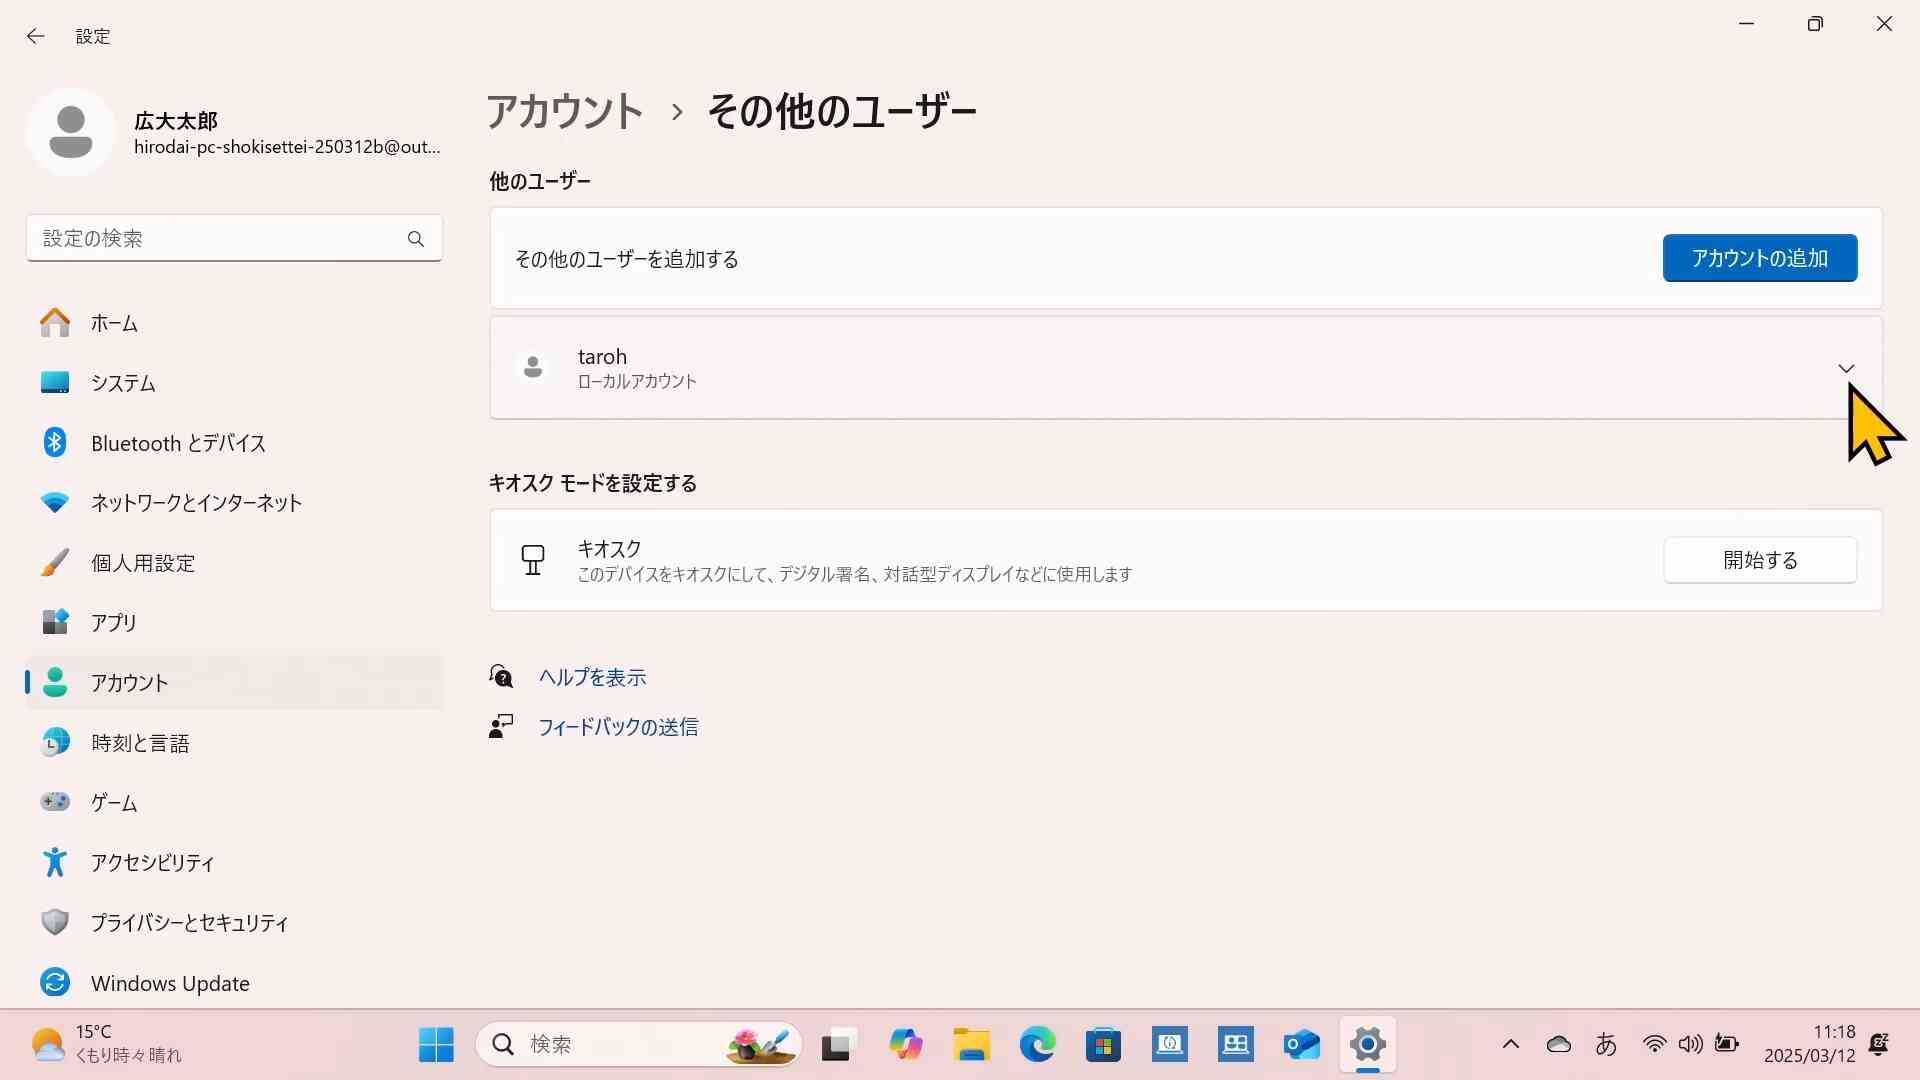 設定
広大太郎
hirodai-pc-shokisettei-250312b@out...
設定の検索
ホーム
システム
Bluetooth とデバイス
ネットワークとインターネット
個人用設定
アプリ
アカウント
時刻と言語
ゲーム
アクセシビリティ
プライバシーとセキュリティ
Windows Update
アカウント › その他のユーザー
他のユーザー
その他のユーザーを追加する
アカウントの追加
taroh
ローカルアカウント
キオスク モードを設定する
キオスク
このデバイスをキオスクにして、デジタル署名、対話型ディスプレイなどに使用します
開始する
ヘルプを表示
フィードバックの送信
15°C
くもり時々晴れ
検索
あ
11:18
2025/03/12